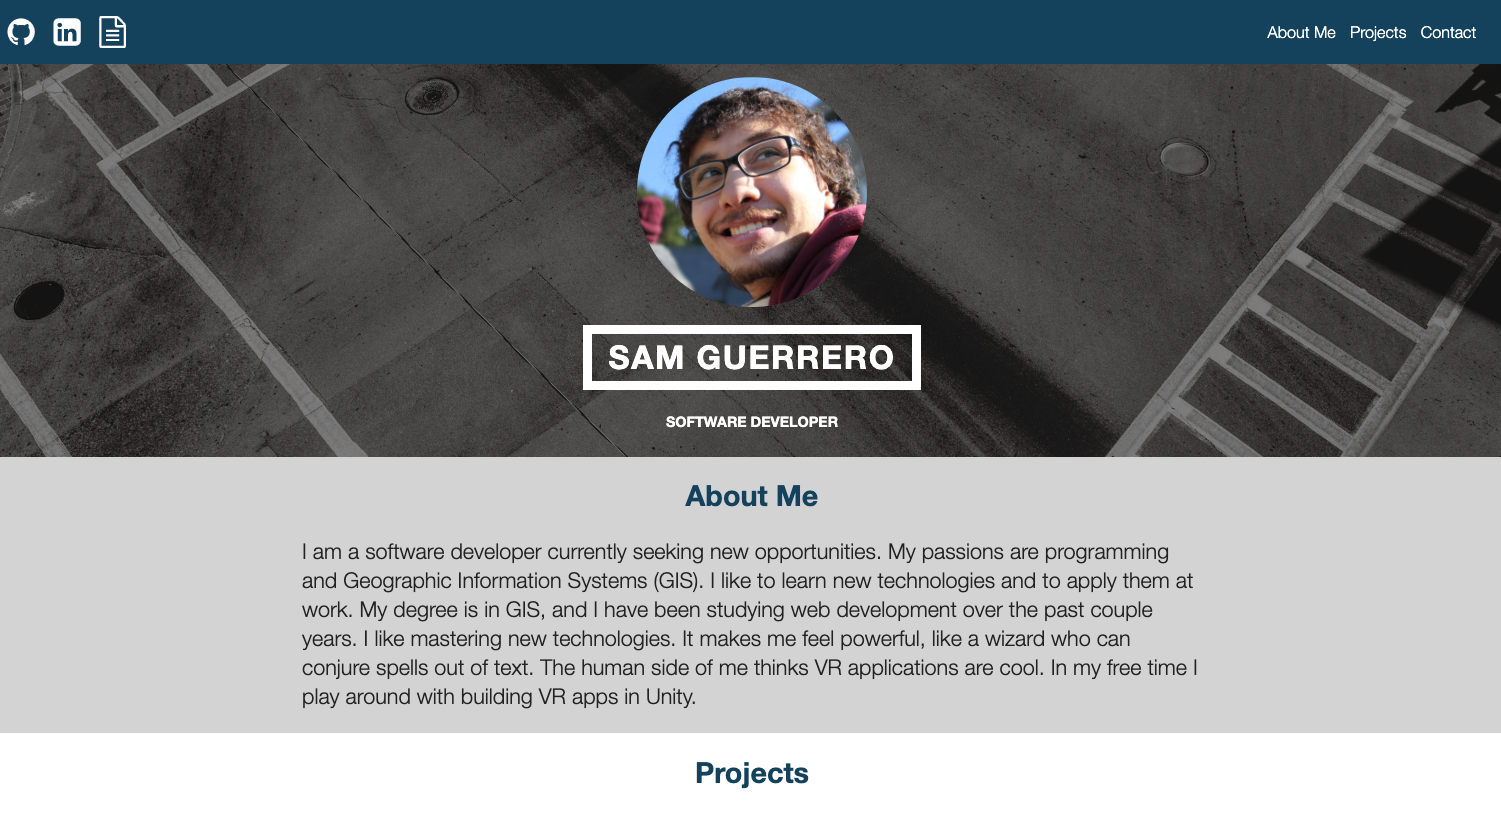 About Me Projects Contact
SAM GUERRERO
SOFTWARE DEVELOPER
About Me
I am a software developer currently seeking new opportunities. My passions are programming
and Geographic Information Systems (GIS). I like to learn new technologies and to apply them at
work. My degree is in GIS, and I have been studying web development over the past couple
years. I like mastering new technologies. It makes me feel powerful, like a wizard who can
conjure spells out of text. The human side of me thinks VR applications are cool. In my free time I
play around with building VR apps in Unity.
Projects